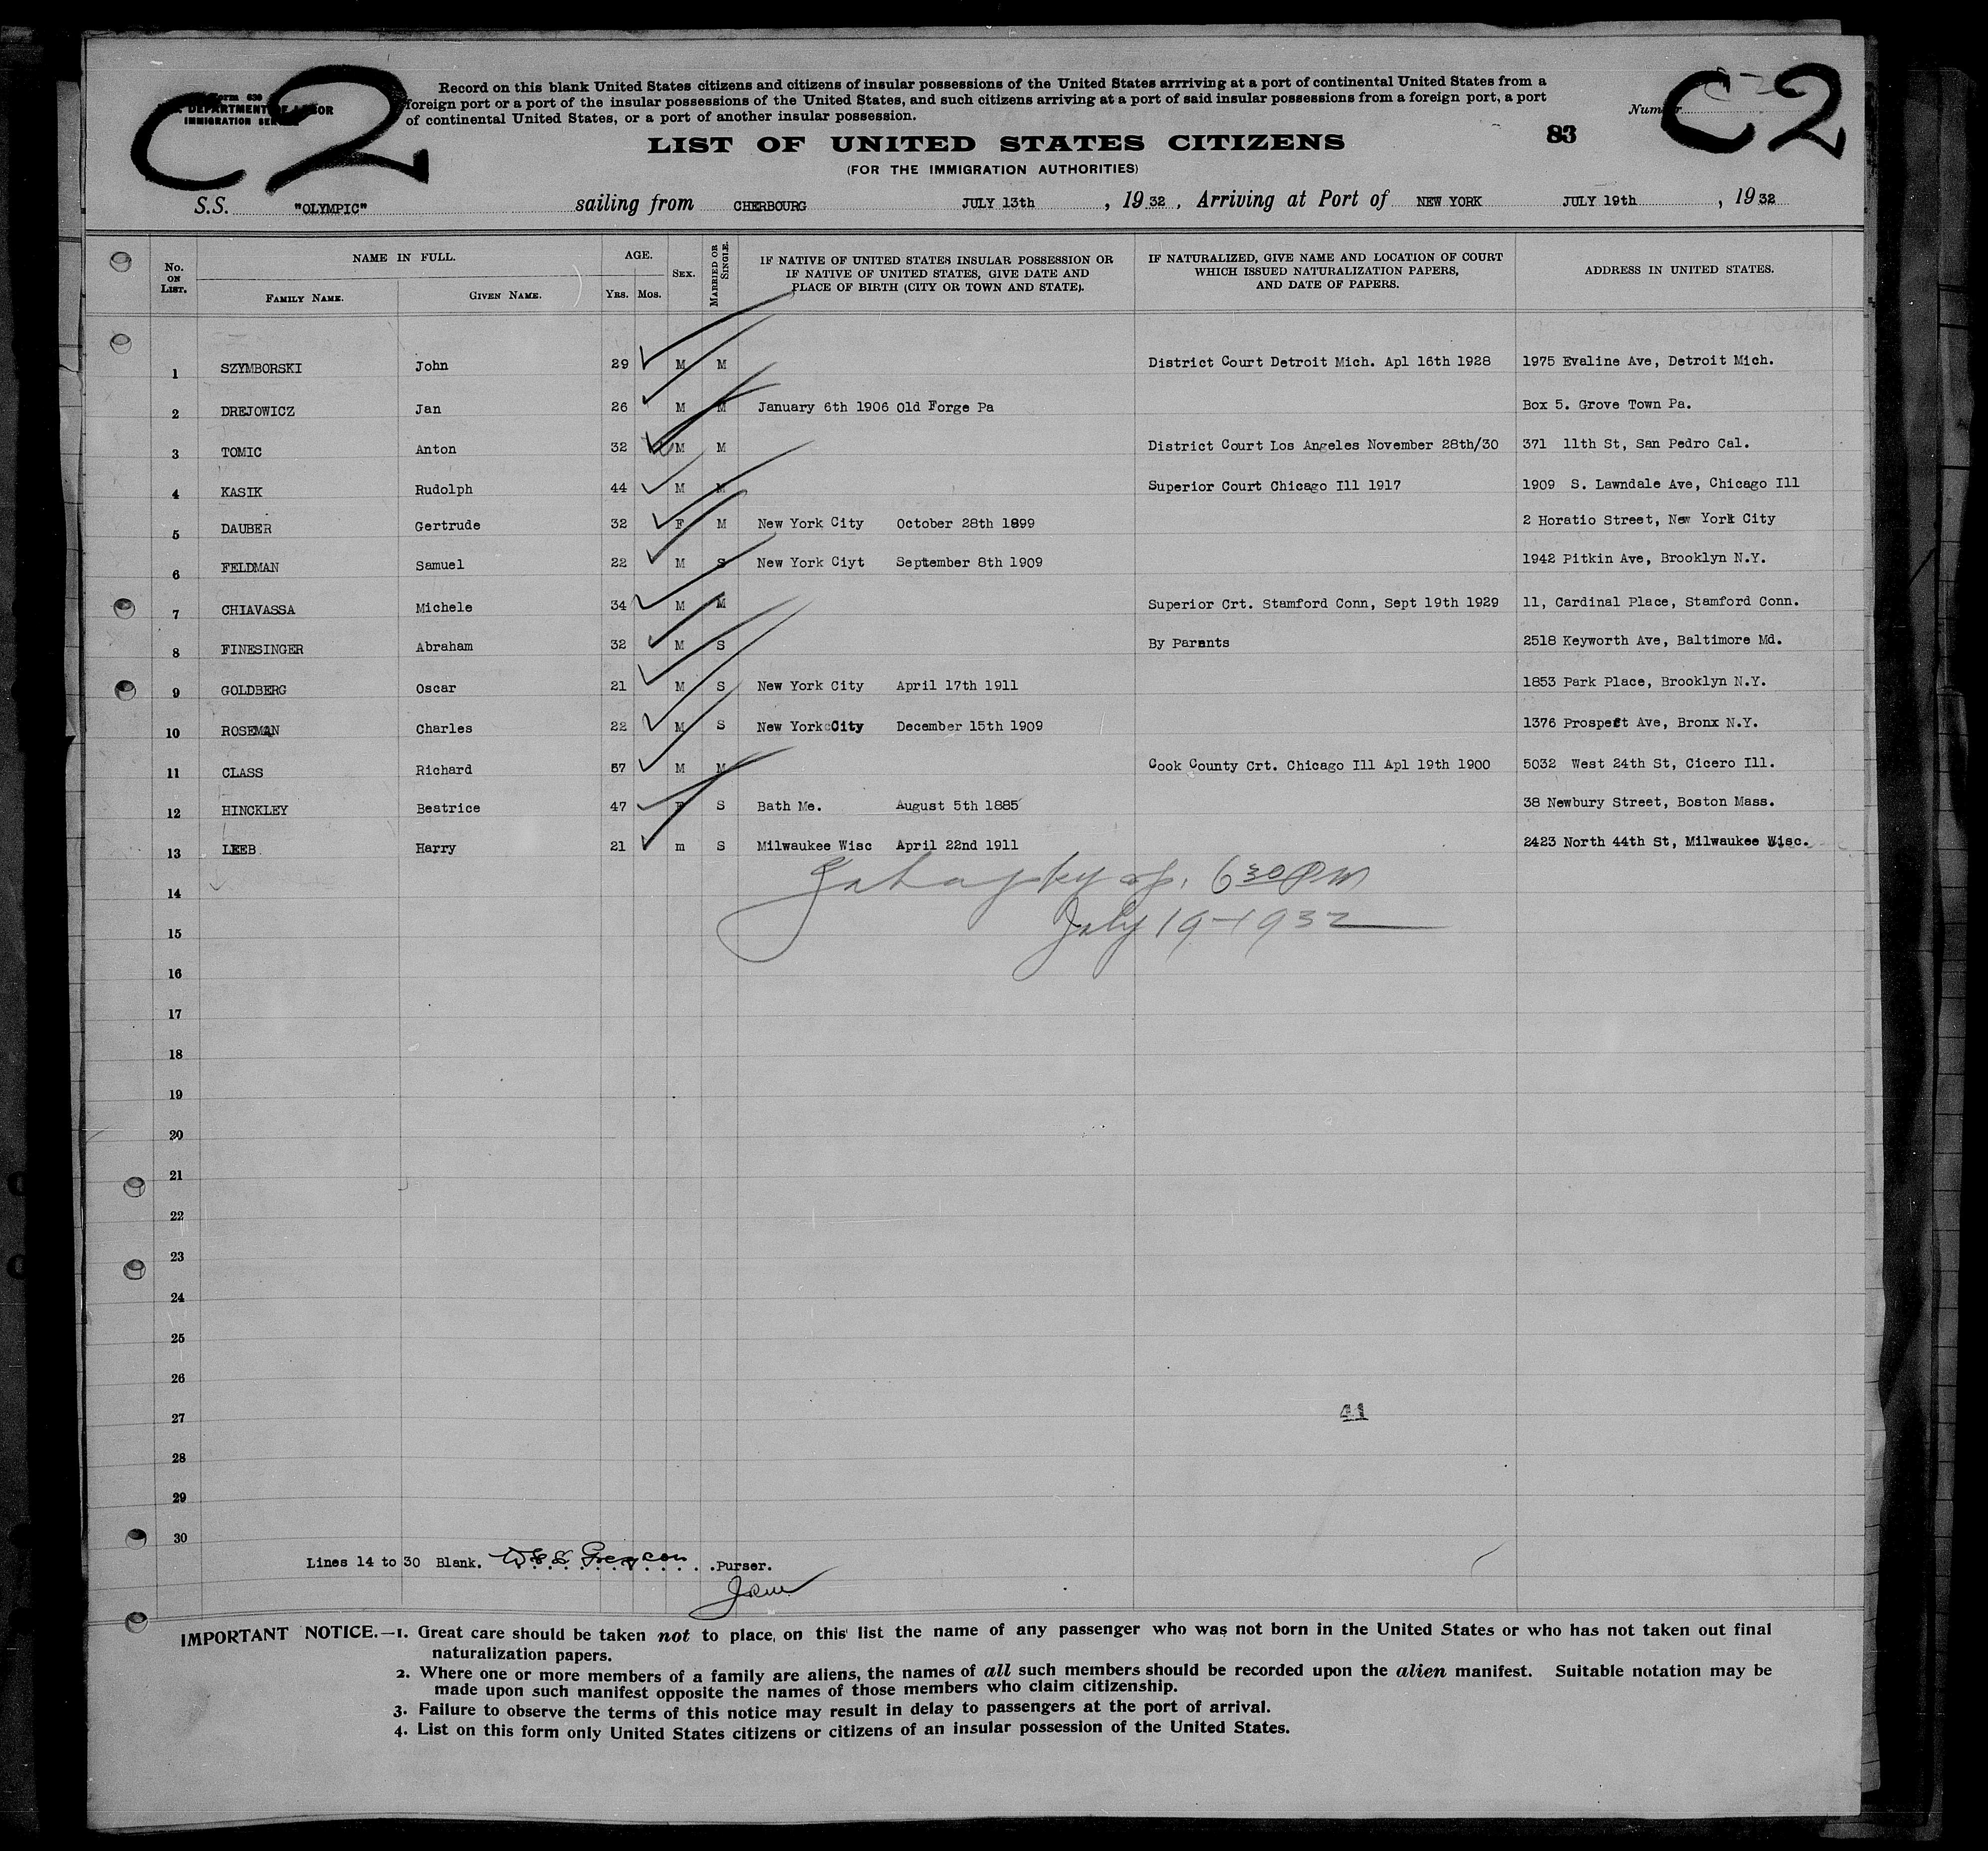 C2
Form 630
DEPARTMENT OF LABOR
IMMIGRATION SERVICE
Record on this blank United States citizens and citizens of insular possessions of the United States arrriving at a port of continental United States from a
foreign port or a port of the insular possessions of the United States, and such citizens arriving at a port of said insular possessions from a foreign port, a port
of continental United States, or a port of another insular possession.
Number
C2
83
LIST OF UNITED STATES CITIZENS
(FOR THE IMMIGRATION AUTHORITIES)
S.S. "OLYMPIC" sailing from CHERBOURG JULY 13th, 1932, Arriving at Port of NEW YORK JULY 19th, 1932
No. ON LIST. NAME IN FULL. FAMILY NAME. GIVEN NAME. AGE. YRS. MOS. SEX. MARRIED OR SINGLE. IF NATIVE OF UNITED STATES INSULAR POSSESSION OR IF NATIVE OF UNITED STATES, GIVE DATE AND PLACE OF BIRTH (CITY OR TOWN AND STATE). IF NATURALIZED, GIVE NAME AND LOCATION OF COURT WHICH ISSUED NATURALIZATION PAPERS, AND DATE OF PAPERS. ADDRESS IN UNITED STATES.
1 SZYMBORSKI John 29 M M District Court Detroit Mich. Apl 16th 1928 1975 Evaline Ave, Detroit Mich.
2 DREJOWICZ Jan 26 M M January 6th 1906 Old Forge Pa Box 5. Grove Town Pa.
3 TOMIC Anton 32 M M District Court Los Angeles November 28th/30 371 11th St, San Pedro Cal.
4 KASIK Rudolph 44 M M Superior Court Chicago Ill 1917 1909 S. Lawndale Ave, Chicago Ill
5 DAUBER Gertrude 32 F M New York City October 28th 1899 2 Horatio Street, New York City
6 FELDMAN Samuel 22 M S New York Ciyt September 8th 1909 1942 Pitkin Ave, Brooklyn N.Y.
7 CHIAVASSA Michele 34 M M Superior Crt. Stamford Conn, Sept 19th 1929 11, Cardinal Place, Stamford Conn.
8 FINESINGER Abraham 32 M S By Parents 2518 Keyworth Ave, Baltimore Md.
9 GOLDBERG Oscar 21 M S New York City April 17th 1911 1853 Park Place, Brooklyn N.Y.
10 ROSEMAN Charles 22 M S New York City December 15th 1909 1376 Prospect Ave, Bronx N.Y.
11 CLASS Richard 57 M M Cook County Crt. Chicago Ill Apl 19th 1900 5032 West 24th St, Cicero Ill.
12 HINCKLEY Beatrice 47 F S Bath Me. August 5th 1885 38 Newbury Street, Boston Mass.
13 LEEB Harry 21 m S Milwaukee Wisc April 22nd 1911 2423 North 44th St, Milwaukee Wisc.
14 6 30 PM
15 July 19-1932
16
17
18
19
20
21
22
23
24
25
26
27 41
28
29
30
Lines 14 to 30 Blank. Purser.
IMPORTANT NOTICE.—1. Great care should be taken not to place, on this list the name of any passenger who was not born in the United States or who has not taken out final
naturalization papers.
2. Where one or more members of a family are aliens, the names of all such members should be recorded upon the alien manifest. Suitable notation may be
made upon such manifest opposite the names of those members who claim citizenship.
3. Failure to observe the terms of this notice may result in delay to passengers at the port of arrival.
4. List on this form only United States citizens or citizens of an insular possession of the United States.